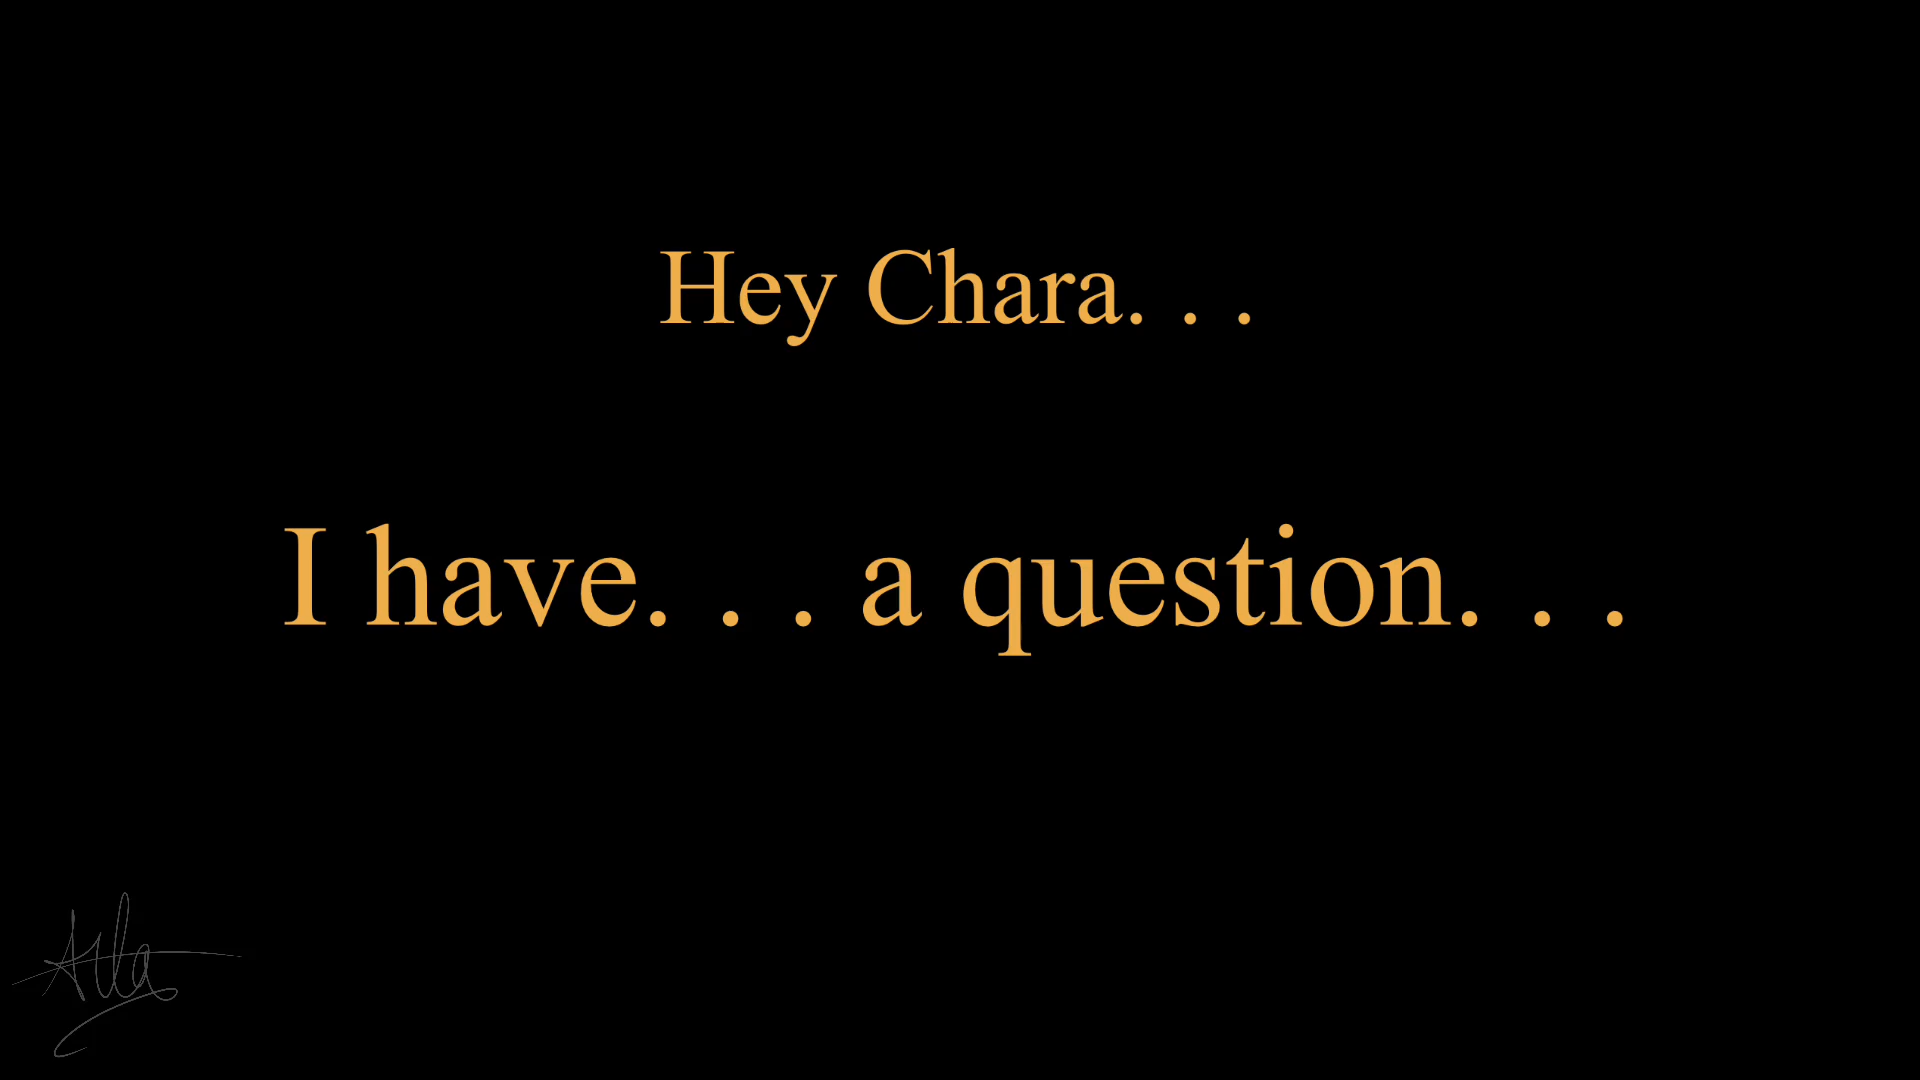 Hey Chara. . .
I have. . . a question. . .